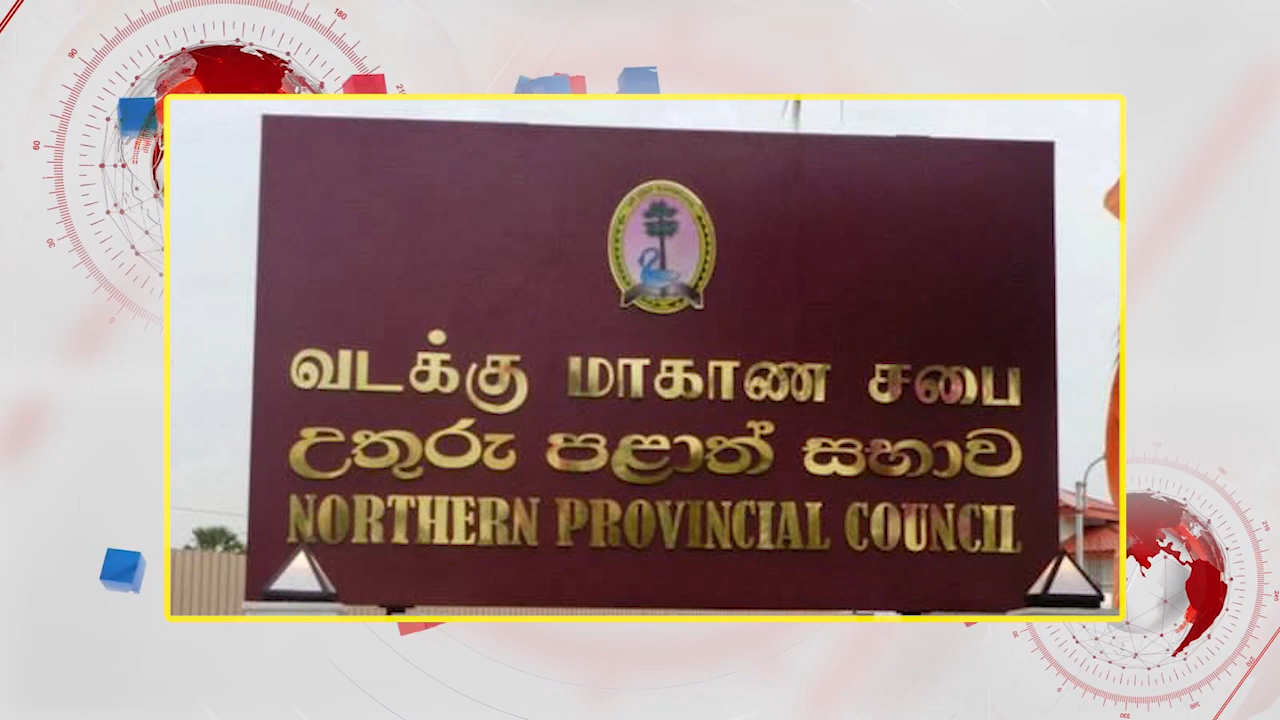 வடக்கு மாகாண சபை
උතුරු පළාත් සභාව
NORTHERN PROVINCIAL COUNCIL